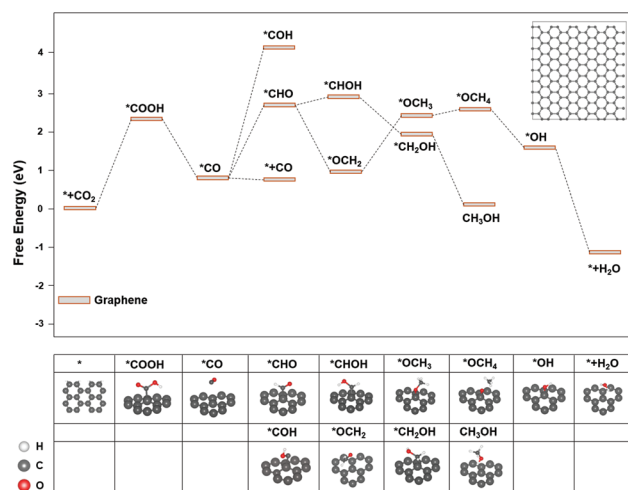 *COH
4
*CHO
*CHOH
3
*OCH₃
*OCH₄
*COOH
2
*OH
*CH₂OH
*CO
*OCH₂
1
*+CO
*+CO₂
0
CH₃OH
-1
*+H₂O
-2
Graphene
-3
Free Energy (eV)
* *COOH *CO *CHO *CHOH *OCH₃ *OCH₄ *OH *+H₂O
*COH *OCH₂ *CH₂OH CH₃OH
H
C
O